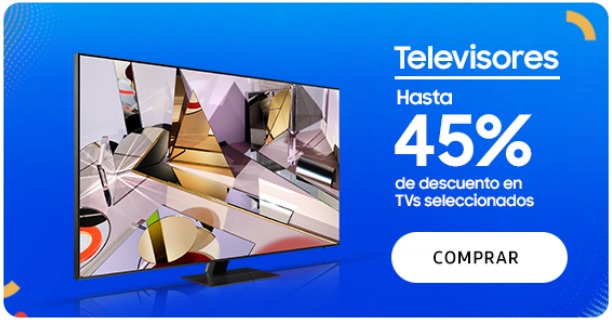 Televisores
Hasta
45%
de descuento en
TVs seleccionados
COMPRAR